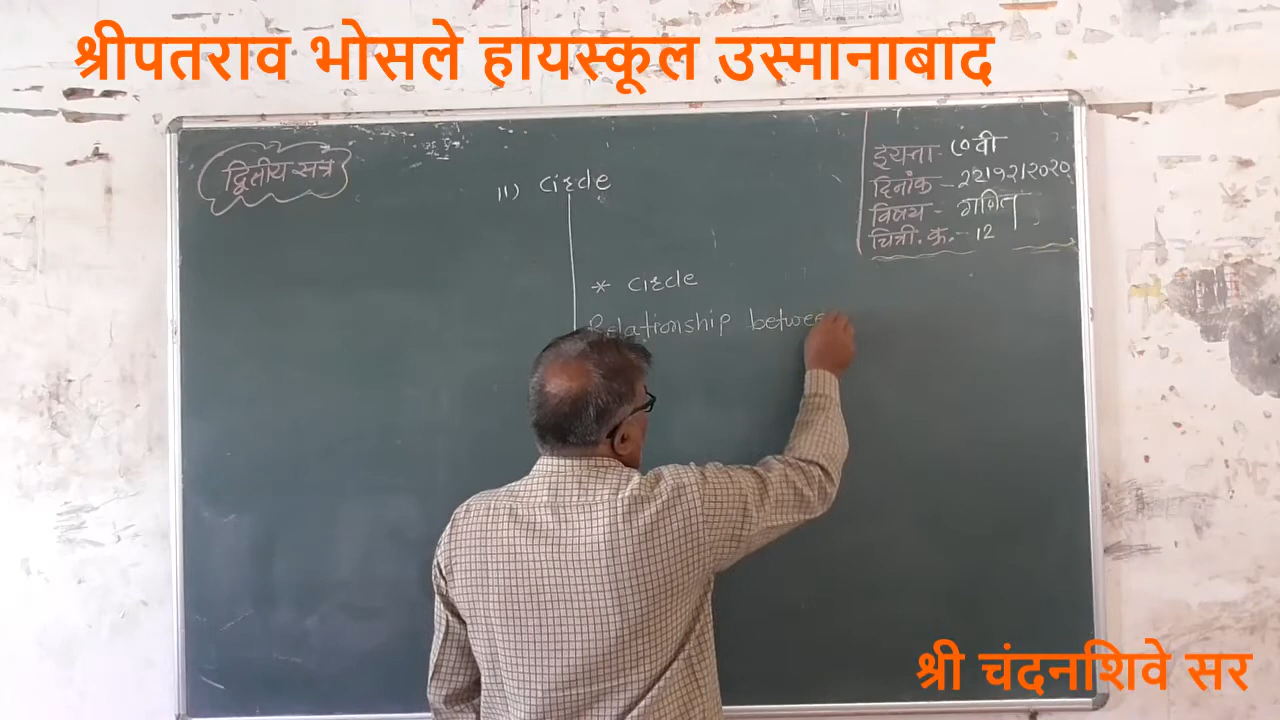 श्रीपतराव भोसले हायस्कूल उस्मानाबाद
द्वितीय सत्र
इयत्ता - ७ वी
दिनांक - २२।१२।२०२०
विषय - गणित
चित्री. क्र. - 12
11) Circle
* Circle
Relationship between
श्री चंदनशिवे सर